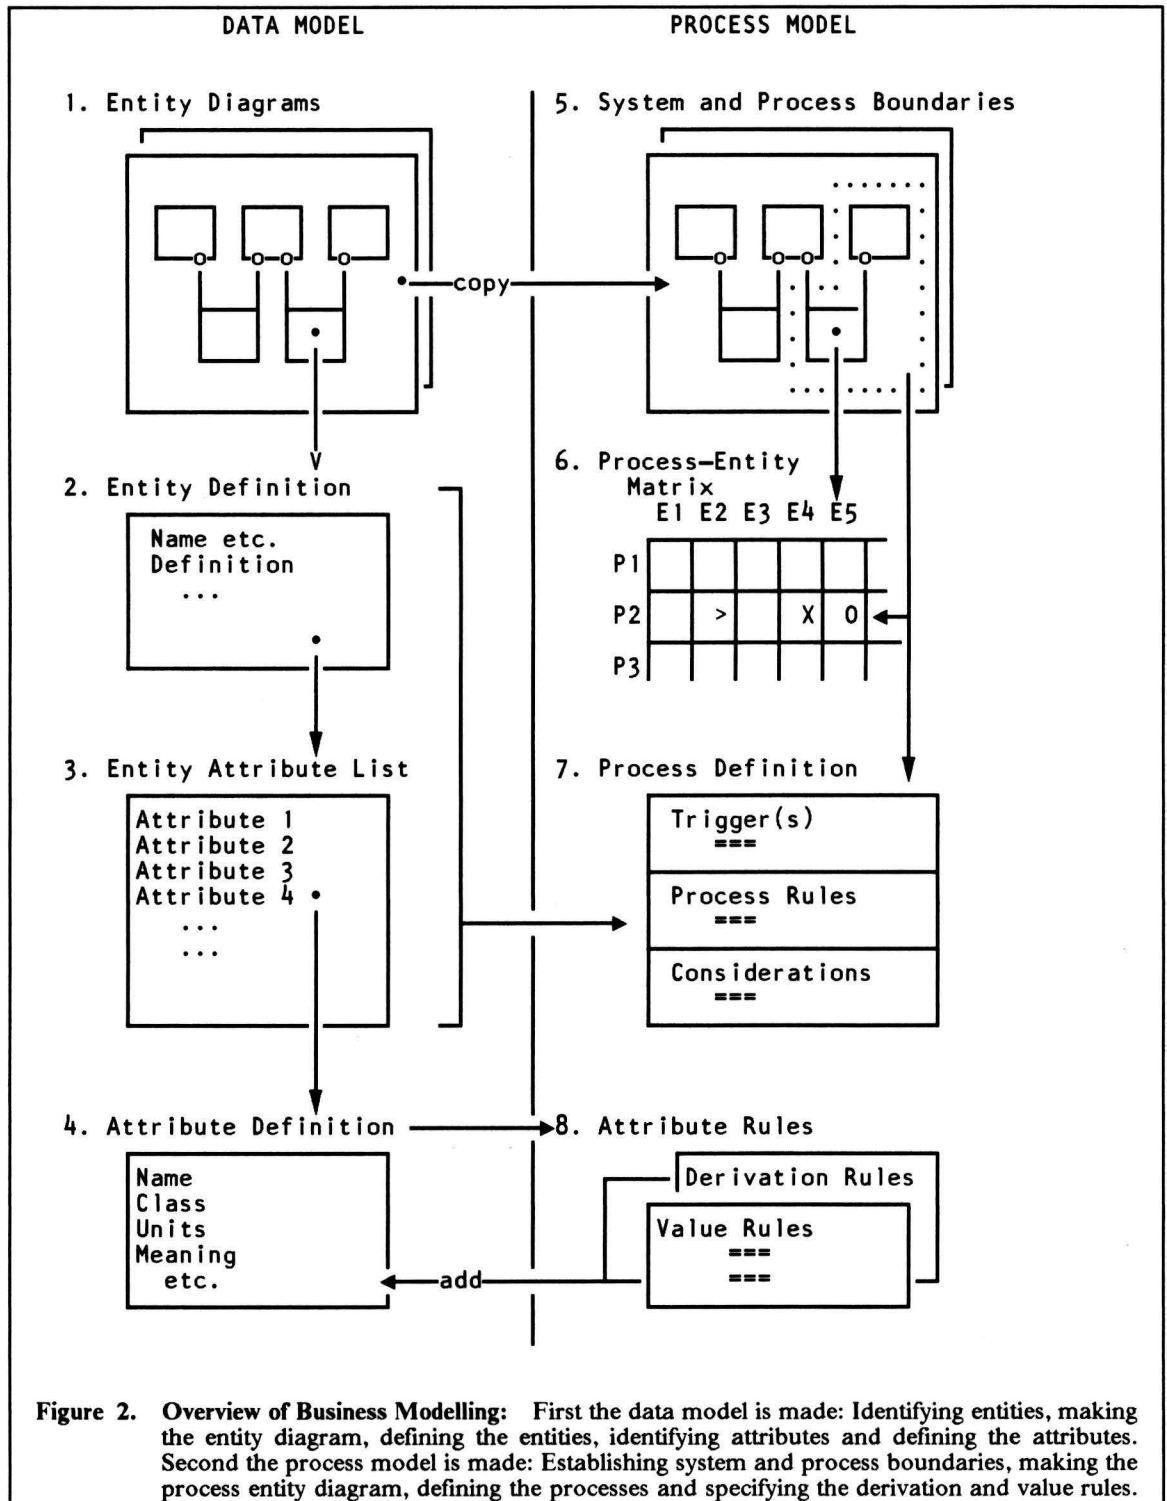 DATA MODEL
PROCESS MODEL
1. Entity Diagrams
5. System and Process Boundaries
copy
2. Entity Definition
Name etc.
Definition
...
6. Process-Entity
Matrix
E1 E2 E3 E4 E5
P1
P2 > X O
P3
3. Entity Attribute List
Attribute 1
Attribute 2
Attribute 3
Attribute 4
...
...
7. Process Definition
Trigger(s)
===
Process Rules
===
Considerations
===
4. Attribute Definition
Name
Class
Units
Meaning
etc.
8. Attribute Rules
Derivation Rules
Value Rules
===
===
add
Figure 2. Overview of Business Modelling: First the data model is made: Identifying entities, making
the entity diagram, defining the entities, identifying attributes and defining the attributes.
Second the process model is made: Establishing system and process boundaries, making the
process entity diagram, defining the processes and specifying the derivation and value rules.